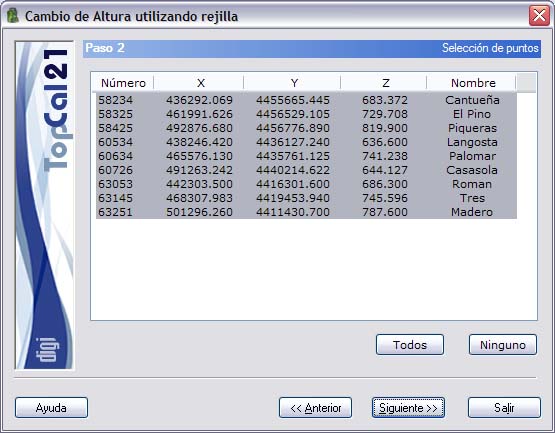 Cambio de Altura utilizando rejilla
Paso 2 Selección de puntos
TopCal 21
digi
Número X Y Z Nombre
58234 436292.069 4455665.445 683.372 Cantueña
58325 461991.626 4456529.105 729.708 El Pino
58425 492876.680 4456776.890 819.900 Piqueras
60534 438246.420 4436127.240 636.600 Langosta
60634 465576.130 4435761.125 741.238 Palomar
60726 491263.242 4440214.622 644.127 Casasola
63053 442303.500 4416301.600 686.300 Roman
63145 468307.983 4419453.940 745.596 Tres
63251 501296.260 4411430.700 787.600 Madero
Todos Ninguno
Ayuda << Anterior Siguiente >> Salir